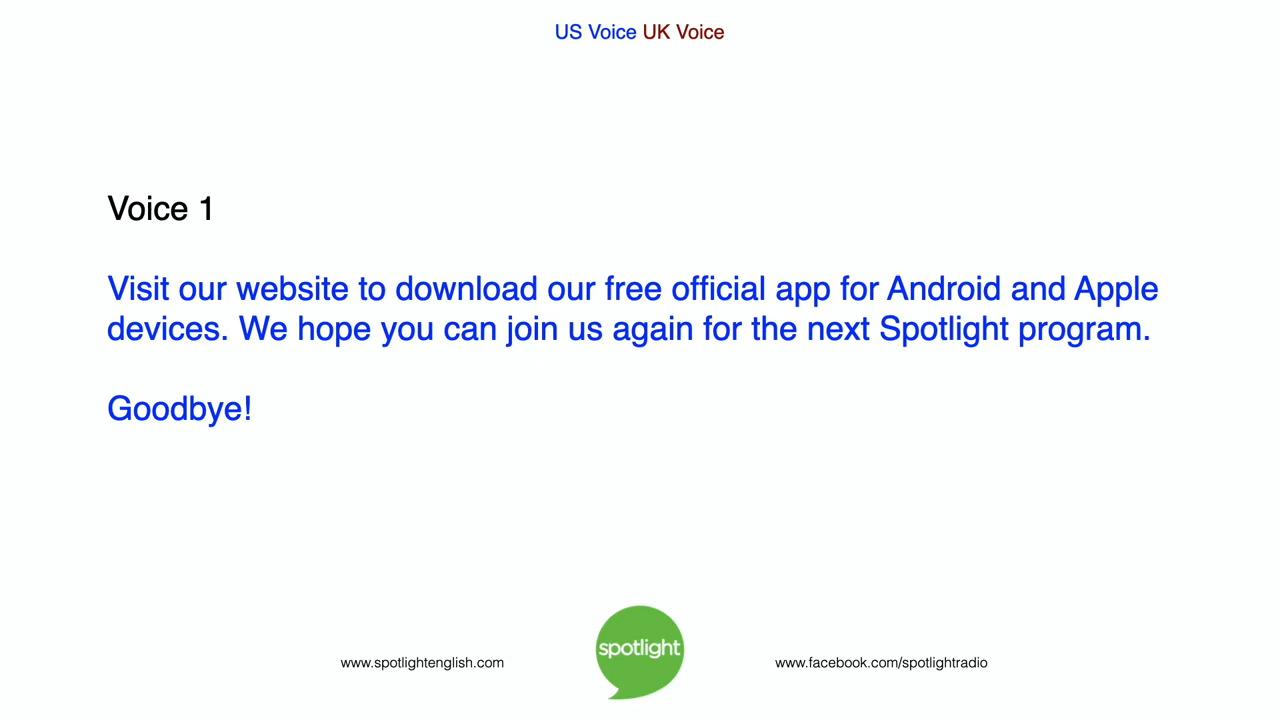 US Voice UK Voice
Voice 1
Visit our website to download our free official app for Android and Apple
devices. We hope you can join us again for the next Spotlight program.
Goodbye!
www.spotlightenglish.com
spotlight
www.facebook.com/spotlightradio